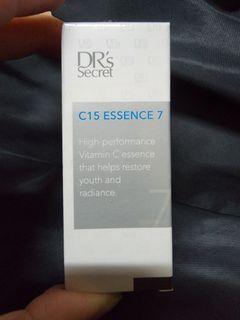 DR's
Secret
C15 ESSENCE 7
High-performance
Vitamin C essence
that helps restore
youth and
radiance.
7